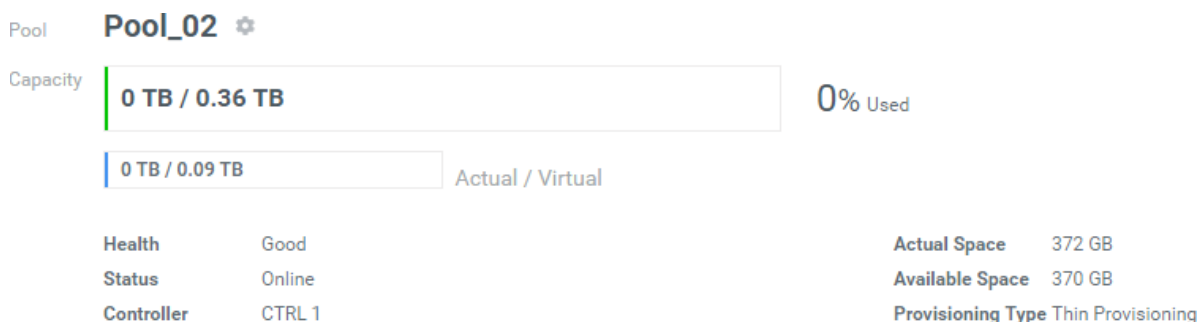 Pool Pool_02
Capacity 0 TB / 0.36 TB 0% Used
0 TB / 0.09 TB Actual / Virtual
Health Good Actual Space 372 GB
Status Online Available Space 370 GB
Controller CTRL 1 Provisioning Type Thin Provisioning